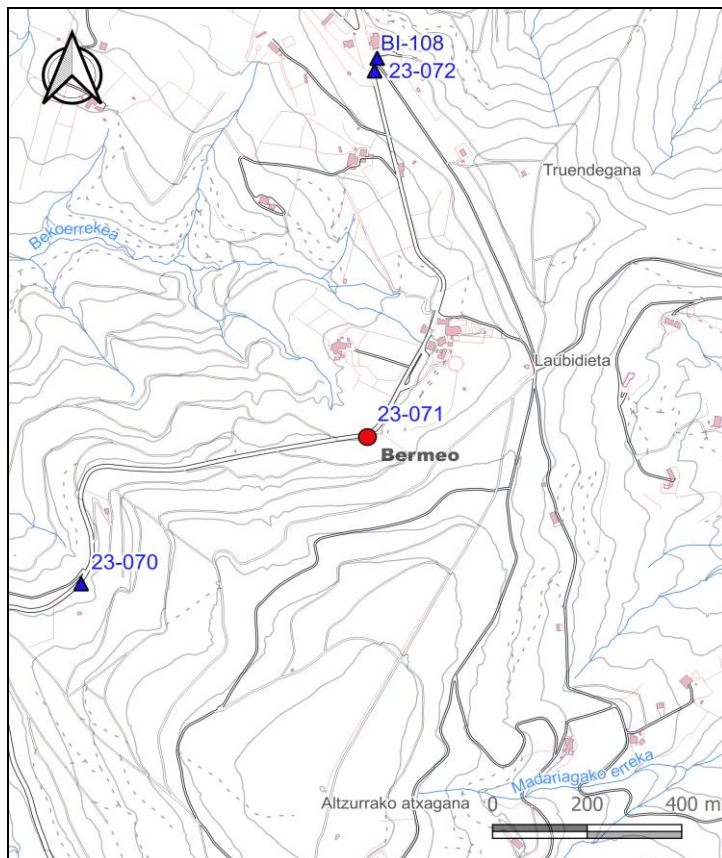 BI-108
23-072
Truendegana
Bekoerrekea
Laubidieta
23-071
Bermeo
23-070
Madariagako erreka
Altzurrako atxagana
0 200 400 m